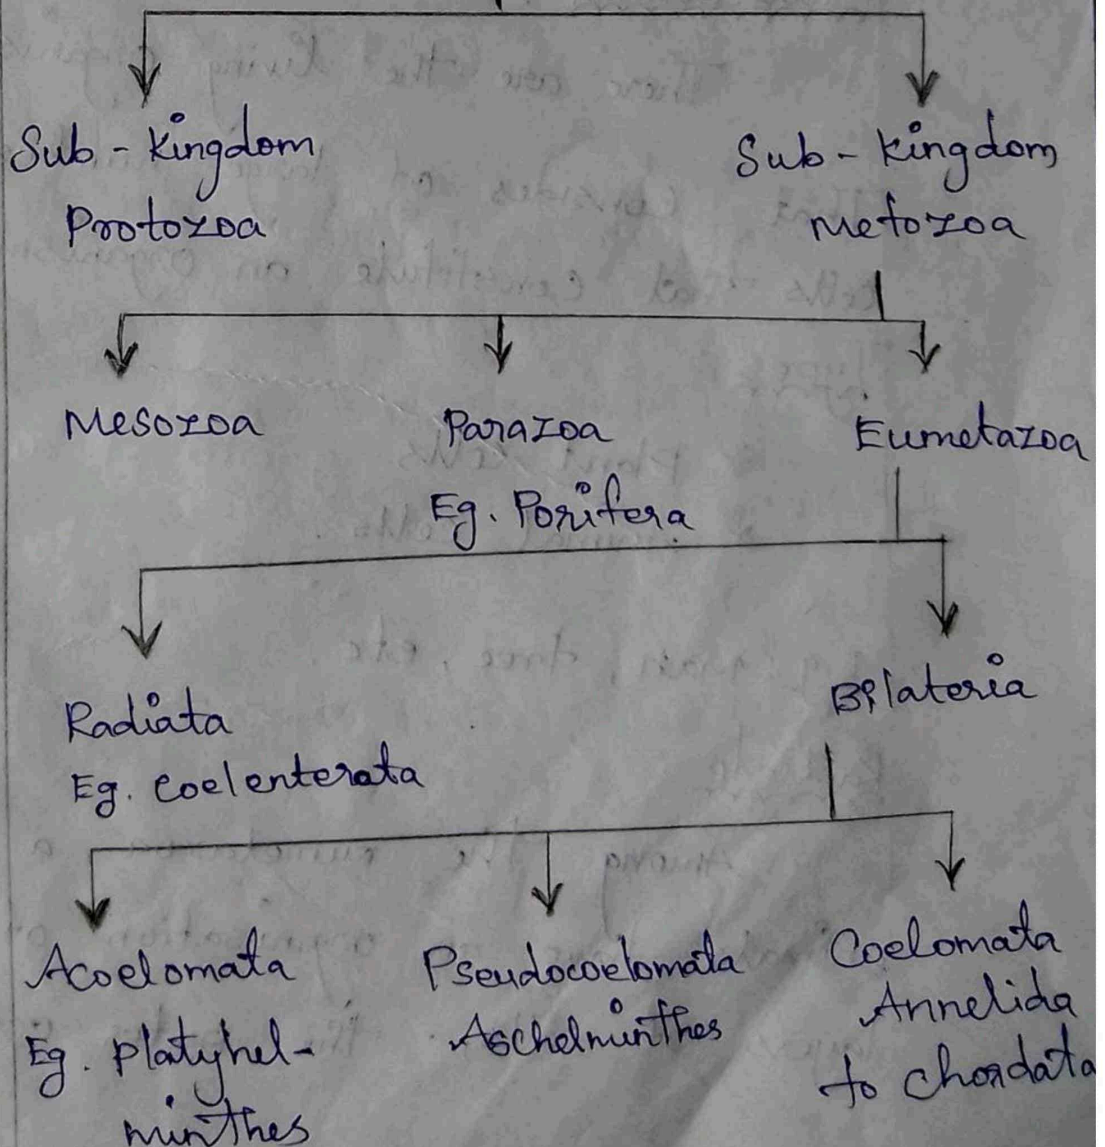 Sub - Kingdom
Protozoa
Sub - Kingdom
Metozoa
Mesozoa
Parazoa
Eg. Porifera
Eumetazoa
Radiata
Eg. Coelenterata
Bilateria
Acoelomata
Eg. Platyhel-
minthes
Pseudocoelomata
Aschelminthes
Coelomata
Annelida
to Chordata